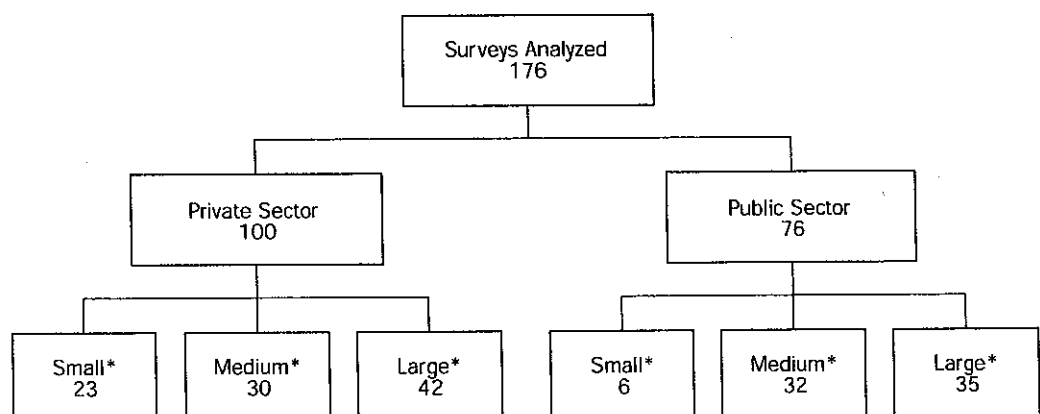 Surveys Analyzed
176
Private Sector
100
Public Sector
76
Small*
23
Medium*
30
Large*
42
Small*
6
Medium*
32
Large*
35